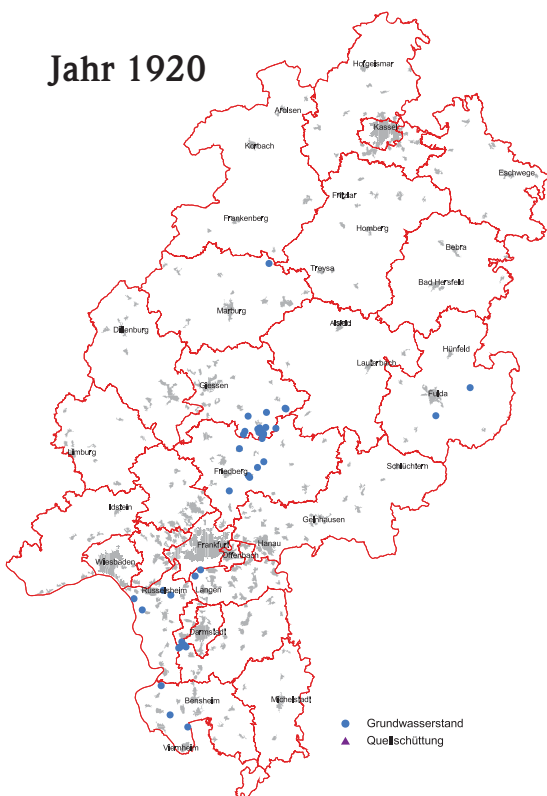 Jahr 1920
Hofgeismar
Arolsen
Kassel
Korbach
Eschwege
Fritzlar
Frankenberg
Homberg
Bebra
Treysa
Bad Hersfeld
Marburg
Alsfeld
Dillenburg
Hünfeld
Lauterbach
Giessen
Fulda
Limburg
Schlüchtern
Friedberg
Idstein
Gelnhausen
Frankfurt
Hanau
Offenbach
Wiesbaden
Rüsselsheim
Langen
Darmstadt
Bensheim
Michelstadt
Grundwasserstand
Viernheim
Quellschüttung